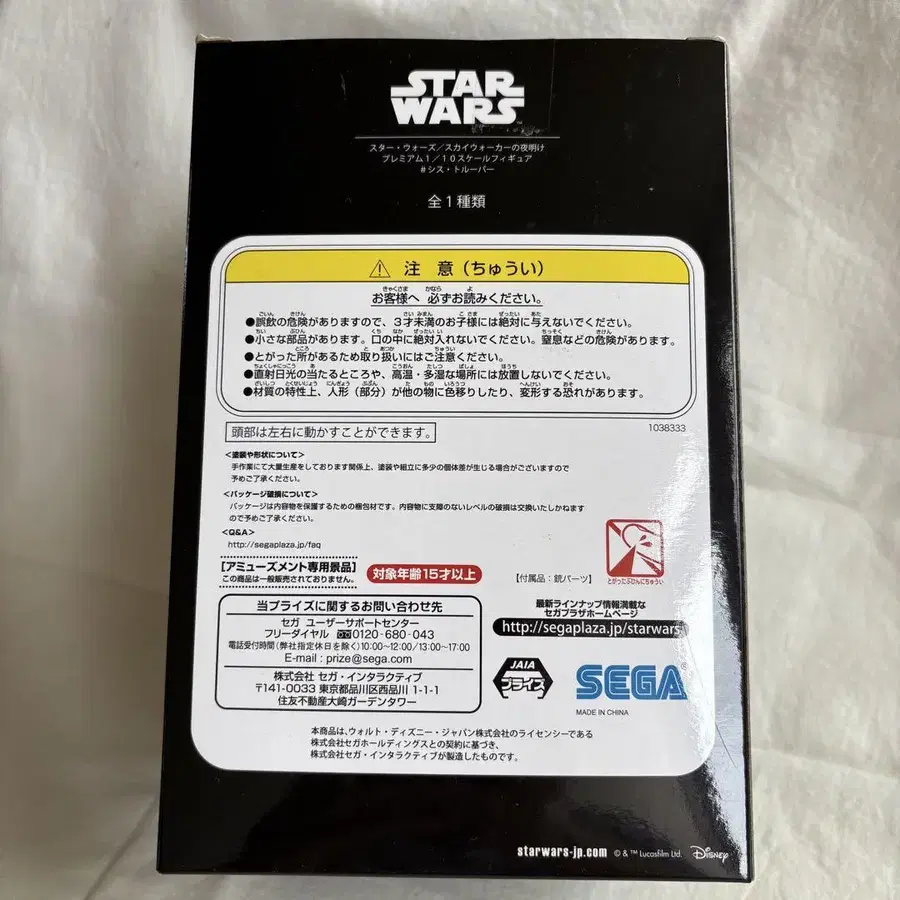 STAR
WARS
スター・ウォーズ／スカイウォーカーの夜明け
プレミアム１／１０スケールフィギュア
＃シス・トルーパー
全１種類
注 意（ちゅうい）
お客様へ 必ずお読みください。
●誤飲の危険がありますので、３才未満のお子様には絶対に与えないでください。
●小さな部品があります。口の中に絶対入れないでください。窒息などの危険があります。
●とがった所があるため取り扱いにはご注意ください。
●直射日光の当たるところや、高温・多湿な場所には放置しないでください。
●材質の特性上、人形（部分）が他の物に色移りしたり、変形する恐れがあります。
頭部は左右に動かすことができます。
1038333
＜塗装や形状について＞
手作業にて大量生産をしております関係上、塗装や組立に多少の個体差が生じる場合がございますので
予めご了承ください。
＜パッケージ破損について＞
パッケージは内容物を保護するための梱包材です。内容物に支障のないレベルの破損は交換いたしかねます
ので予めご了承ください。
＜Q&A＞
http://segaplaza.jp/faq
とがったぶひんにちゅうい
【アミューズメント専用景品】
この商品は一般販売されておりません。
対象年齢15才以上
【付属品：銃パーツ】
当プライズに関するお問い合わせ先
セガ ユーザーサポートセンター
フリーダイヤル 0120-680-043
電話受付時間（弊社指定休日を除く）10:00〜12:00/13:00〜17:00
E-mail : prize@sega.com
株式会社 セガ・インタラクティブ
〒141-0033 東京都品川区西品川 1-1-1
住友不動産大崎ガーデンタワー
最新ラインナップ情報満載な
セガプラザホームページ
http://segaplaza.jp/starwars
JAIA
プライズ
SEGA®
MADE IN CHINA
本商品は、ウォルト・ディズニー・ジャパン株式会社のライセンシーである
株式会社セガホールディングスとの契約に基づき、
株式会社セガ・インタラクティブが製造したものです。
starwars-jp.com © & ™ Lucasfilm Ltd. Disney